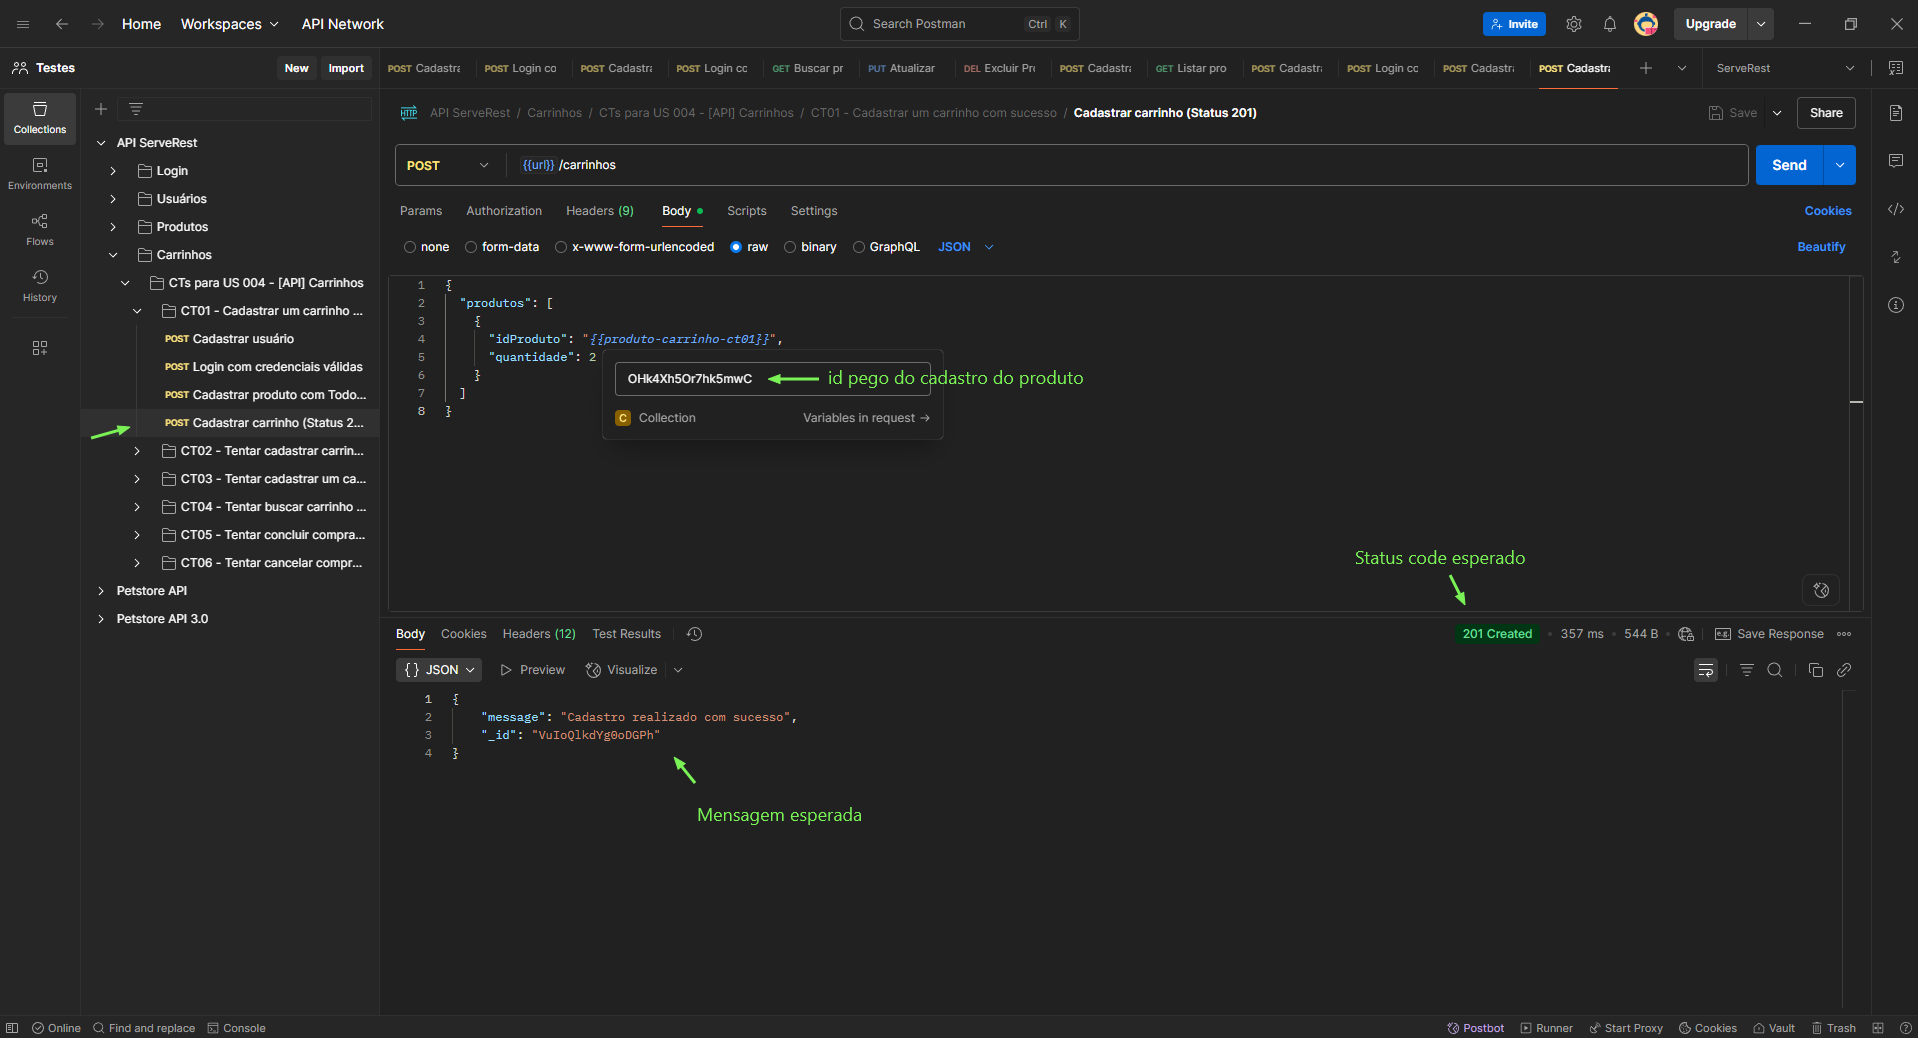 Home Workspaces API Network Search Postman Ctrl K Invite Upgrade
Testes New Import
POST Cadastra POST Login co POST Cadastra POST Login co GET Buscar pr PUT Atualizar DEL Excluir Pr POST Cadastra GET Listar pro POST Cadastra POST Login co POST Cadastra POST Cadastra ServeRest
Collections
Environments
Flows
History
API ServeRest
Login
Usuários
Produtos
Carrinhos
CTs para US 004 - [API] Carrinhos
CT01 - Cadastrar um carrinho ...
POST Cadastrar usuário
POST Login com credenciais válidas
POST Cadastrar produto com Todo...
POST Cadastrar carrinho (Status 2...
CT02 - Tentar cadastrar carrin...
CT03 - Tentar cadastrar um ca...
CT04 - Tentar buscar carrinho ...
CT05 - Tentar concluir compra...
CT06 - Tentar cancelar compr...
Petstore API
Petstore API 3.0
HTTP API ServeRest / Carrinhos / CTs para US 004 - [API] Carrinhos / CT01 - Cadastrar um carrinho com sucesso / Cadastrar carrinho (Status 201) Save Share
POST {{url}} /carrinhos Send
Params Authorization Headers (9) Body Scripts Settings Cookies
none form-data x-www-form-urlencoded raw binary GraphQL JSON Beautify
1 {
2 "produtos": [
3 {
4 "idProduto": "{{produto-carrinho-ct01}}",
5 "quantidade": 2
6 }
7 ]
8 }
OHk4Xh5Or7hk5mwC id pego do cadastro do produto
C Collection Variables in request →
Status code esperado
Body Cookies Headers (12) Test Results 201 Created • 357 ms • 544 B • e.g. Save Response
{} JSON Preview Visualize
1 {
2 "message": "Cadastro realizado com sucesso",
3 "_id": "VuIoQlkdYg0oDGPh"
4 }
Mensagem esperada
Online Find and replace Console Postbot Runner Start Proxy Cookies Vault Trash